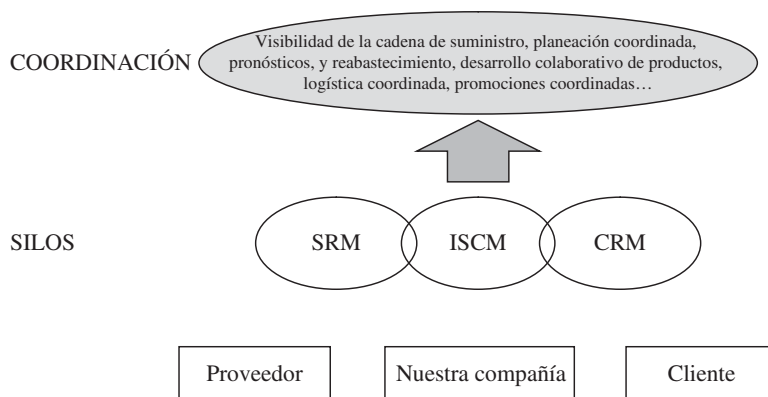 Visibilidad de la cadena de suministro, planeación coordinada,
COORDINACIÓN
pronósticos, y reabastecimiento, desarrollo colaborativo de productos,
logística coordinada, promociones coordinadas…
SILOS
SRM
ISCM
CRM
Proveedor
Nuestra compañía
Cliente